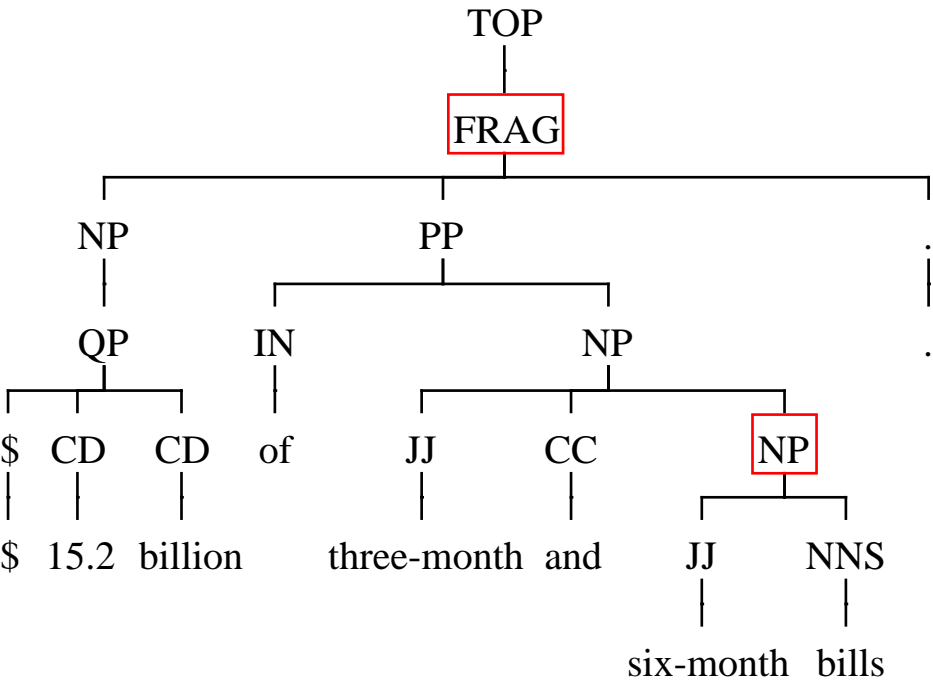 TOP
FRAG
NP PP .
QP IN NP .
$ CD CD of JJ CC NP
$ 15.2 billion three-month and JJ NNS
six-month bills